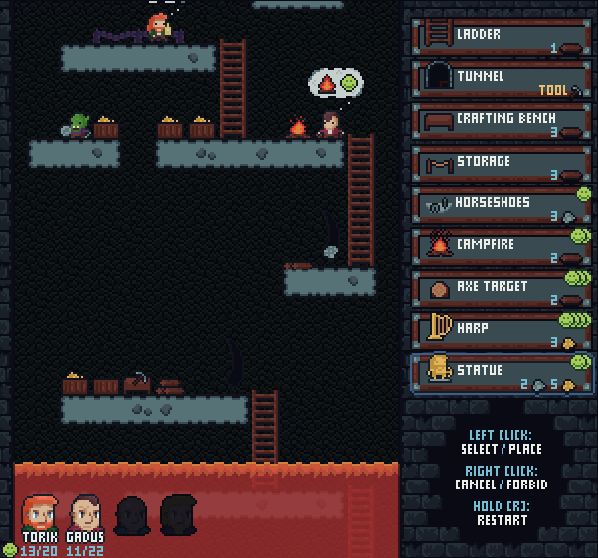 LADDER
1
TUNNEL
TOOL
CRAFTING BENCH
3
STORAGE
3
HORSESHOES
3
CAMPFIRE
2
AXE TARGET
2
HARP
3
STATUE
2 5
LEFT CLICK:
SELECT / PLACE
RIGHT CLICK:
CANCEL / FORBID
HOLD [R]:
RESTART
TORIK GADUS
13/20 11/22